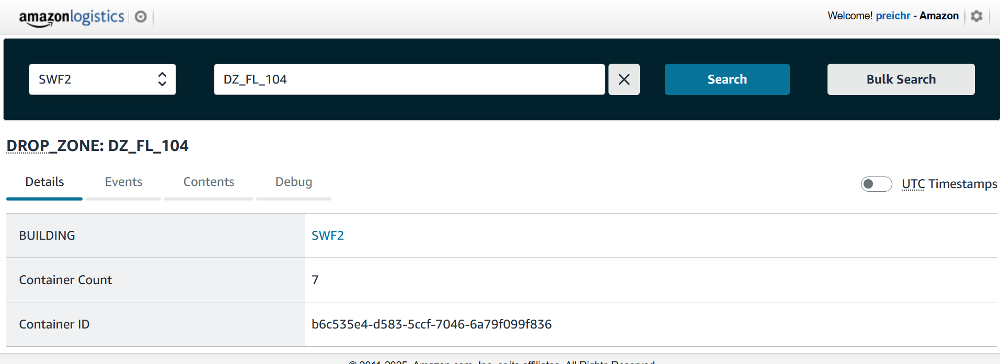 amazonlogistics
Welcome! preichr - Amazon
SWF2
DZ_FL_104
Search
Bulk Search
DROP_ZONE: DZ_FL_104
Details
Events
Contents
Debug
UTC Timestamps
BUILDING
SWF2
Container Count
7
Container ID
b6c535e4-d583-5ccf-7046-6a79f099f836
© 2011-2025, Amazon.com, Inc. or its affiliates. All Rights Reserved.